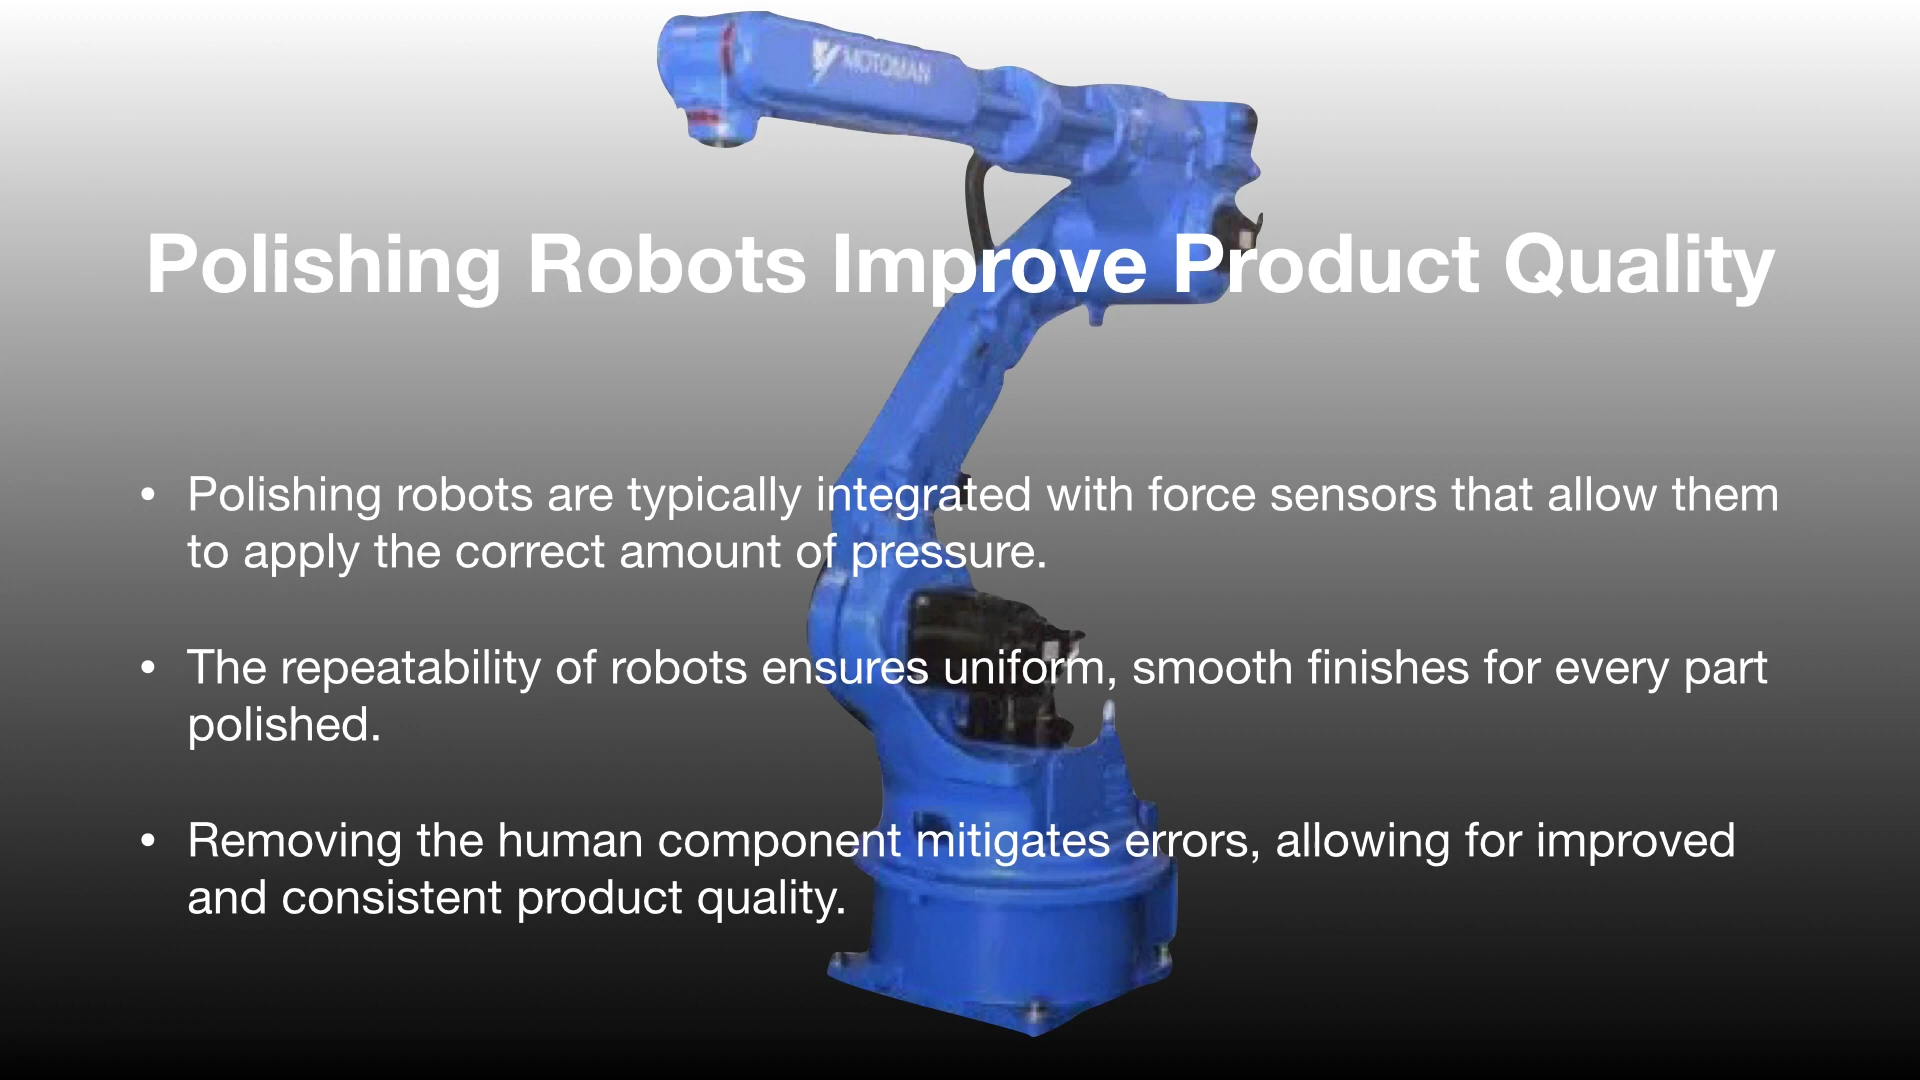 MOTOMAN
Polishing Robots Improve Product Quality
• Polishing robots are typically integrated with force sensors that allow them
to apply the correct amount of pressure.
• The repeatability of robots ensures uniform, smooth finishes for every part
polished.
• Removing the human component mitigates errors, allowing for improved
and consistent product quality.